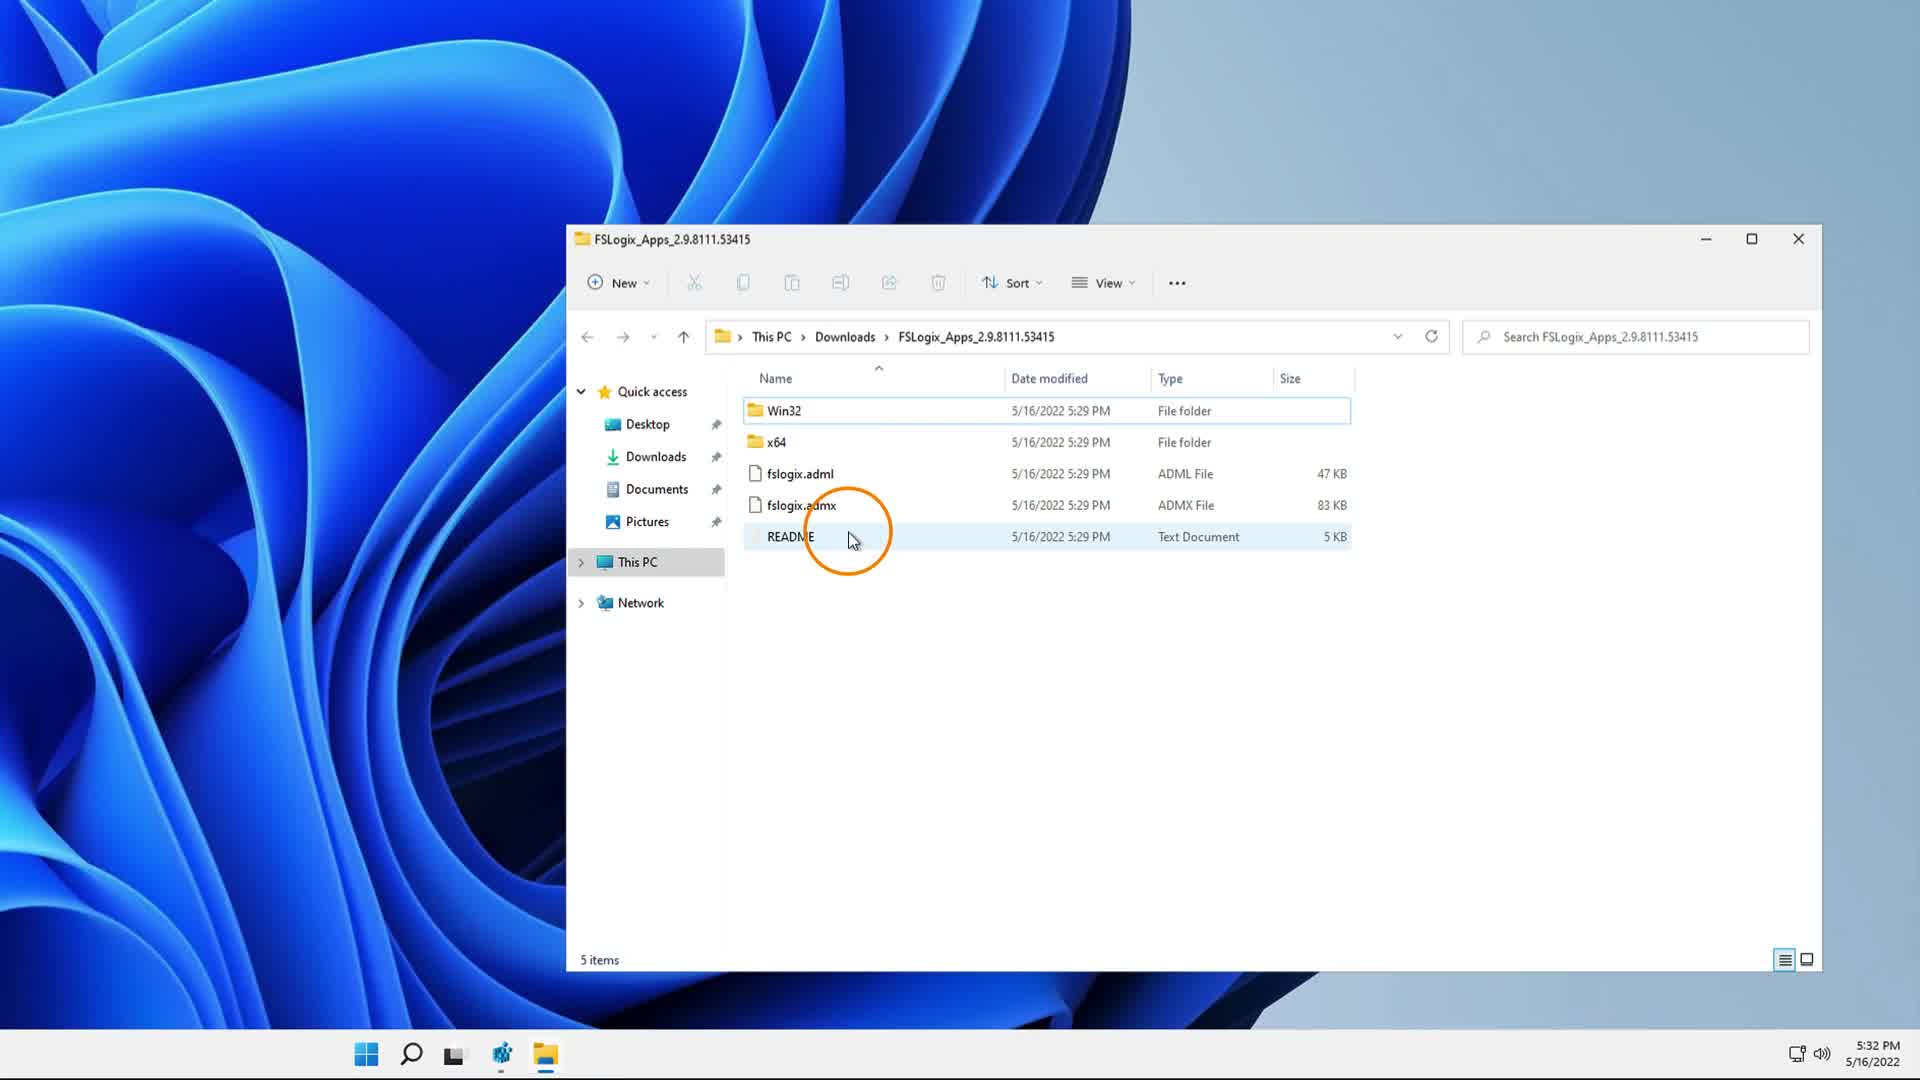 FSLogix_Apps_2.9.8111.53415
New Sort View
This PC Downloads FSLogix_Apps_2.9.8111.53415 Search FSLogix_Apps_2.9.8111.53415
Name Date modified Type Size
Quick access
Desktop
Downloads
Documents
Pictures
This PC
Network
Win32 5/16/2022 5:29 PM File folder
x64 5/16/2022 5:29 PM File folder
fslogix.adml 5/16/2022 5:29 PM ADML File 47 KB
fslogix.admx 5/16/2022 5:29 PM ADMX File 83 KB
README 5/16/2022 5:29 PM Text Document 5 KB
5 items
5:32 PM
5/16/2022